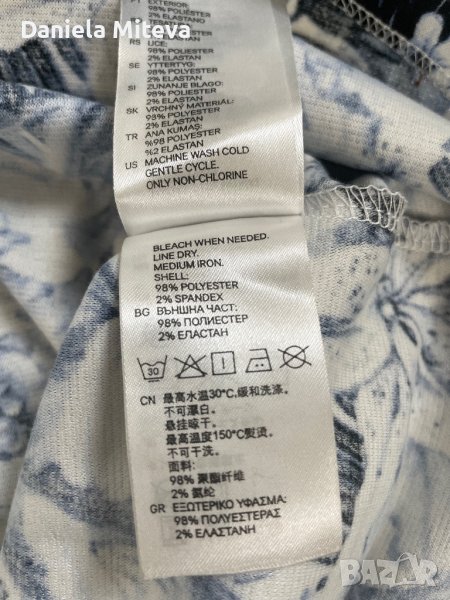 Daniela Miteva
PT EXTERIOR:
98% POLIÉSTER
2% ELASTANO
RS LICE:
98% POLIESTER
2% ELASTAN
SE YTTERTYG:
98% POLYESTER
2% ELASTAN
SI ZUNANJE BLAGO:
98% POLIESTER
2% ELASTAN
SK VRCHNÝ MATERIÁL:
98% POLYESTER
2% ELASTAN
TR ANA KUMAŞ:
%98 POLYESTER
%2 ELASTAN
US MACHINE WASH COLD
GENTLE CYCLE.
ONLY NON-CHLORINE
BLEACH WHEN NEEDED.
LINE DRY.
MEDIUM IRON.
SHELL:
98% POLYESTER
2% SPANDEX
BG ВЪНШНА ЧАСТ:
98% ПОЛИЕСТЕР
2% ЕЛАСТАН
30
CN 最高水温30℃,缓和洗涤。
不可漂白。
悬挂晾干。
最高温度150℃熨烫。
不可干洗。
面料:
98% 聚酯纤维
2% 氨纶
GR ΕΞΩΤΕΡΙΚΟ ΥΦΑΣΜΑ:
98% ΠΟΛΥΕΣΤΕΡΑΣ
2% ΕΛΑΣΤΑΝΗ
BAZAR